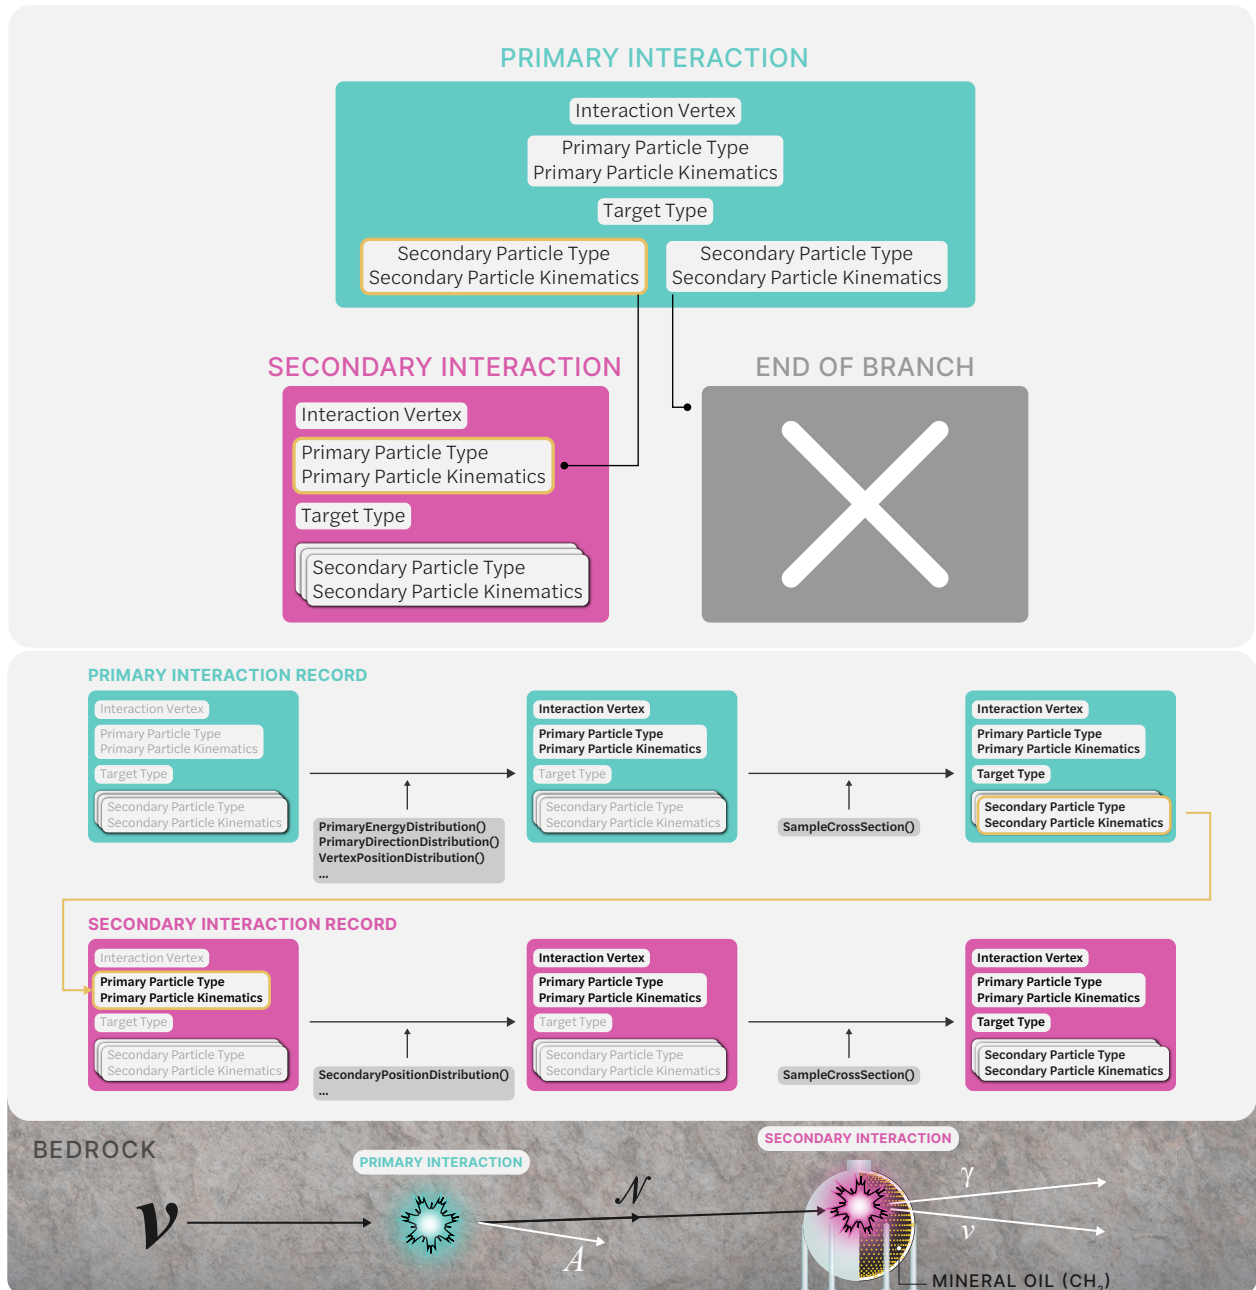 PRIMARY INTERACTION
Interaction Vertex
Primary Particle Type
Primary Particle Kinematics
Target Type
Secondary Particle Type
Secondary Particle Kinematics
Secondary Particle Type
Secondary Particle Kinematics
SECONDARY INTERACTION
Interaction Vertex
Primary Particle Type
Primary Particle Kinematics
Target Type
Secondary Particle Type
Secondary Particle Kinematics
END OF BRANCH
PRIMARY INTERACTION RECORD
Interaction Vertex
Primary Particle Type
Primary Particle Kinematics
Target Type
Secondary Particle Type
Secondary Particle Kinematics
PrimaryEnergyDistribution()
PrimaryDirectionDistribution()
VertexPositionDistribution()
...
Interaction Vertex
Primary Particle Type
Primary Particle Kinematics
Target Type
Secondary Particle Type
Secondary Particle Kinematics
SampleCrossSection()
Interaction Vertex
Primary Particle Type
Primary Particle Kinematics
Target Type
Secondary Particle Type
Secondary Particle Kinematics
SECONDARY INTERACTION RECORD
Interaction Vertex
Primary Particle Type
Primary Particle Kinematics
Target Type
Secondary Particle Type
Secondary Particle Kinematics
SecondaryPositionDistribution()
...
Interaction Vertex
Primary Particle Type
Primary Particle Kinematics
Target Type
Secondary Particle Type
Secondary Particle Kinematics
SampleCrossSection()
Interaction Vertex
Primary Particle Type
Primary Particle Kinematics
Target Type
Secondary Particle Type
Secondary Particle Kinematics
BEDROCK
PRIMARY INTERACTION
SECONDARY INTERACTION
ν
𝒩
A
γ
ν
MINERAL OIL (CH₂)